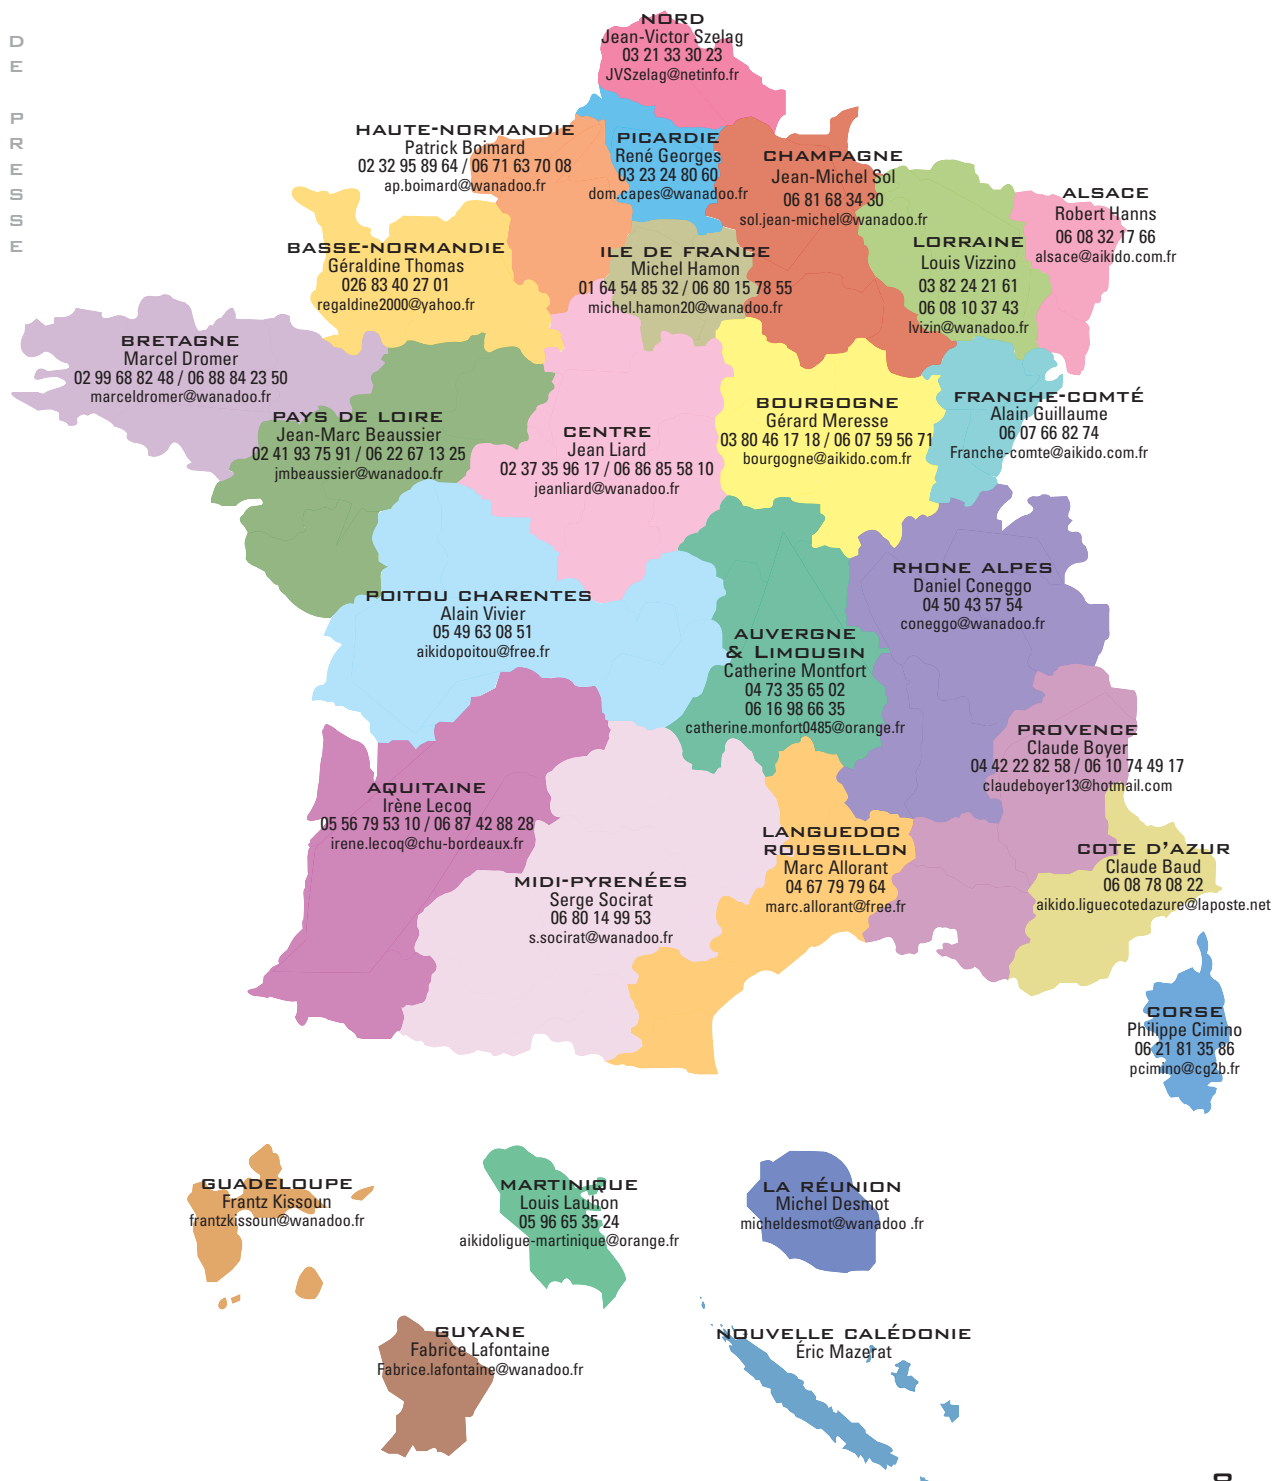 D
E
P
R
E
S
S
E
NORD
Jean-Victor Szelag
03 21 33 30 23
JVSzelag@netinfo.fr
HAUTE-NORMANDIE
Patrick Boimard
02 32 95 89 64 / 06 71 63 70 08
ap.boimard@wanadoo.fr
PICARDIE
René Georges
03 23 24 80 60
dom.capes@wanadoo.fr
CHAMPAGNE
Jean-Michel Sol
06 81 68 34 30
sol.jean-michel@wanadoo.fr
ALSACE
Robert Hanns
06 08 32 17 66
alsace@aikido.com.fr
BASSE-NORMANDIE
Géraldine Thomas
026 83 40 27 01
regaldine2000@yahoo.fr
ILE DE FRANCE
Michel Hamon
01 64 54 85 32 / 06 80 15 78 55
michel.hamon20@wanadoo.fr
LORRAINE
Louis Vizzino
03 82 24 21 61
06 08 10 37 43
lvizin@wanadoo.fr
BRETAGNE
Marcel Dromer
02 99 68 82 48 / 06 88 84 23 50
marceldromer@wanadoo.fr
PAYS DE LOIRE
Jean-Marc Beaussier
02 41 93 75 91 / 06 22 67 13 25
jmbeaussier@wanadoo.fr
CENTRE
Jean Liard
02 37 35 96 17 / 06 86 85 58 10
jeanliard@wanadoo.fr
BOURGOGNE
Gérard Meresse
03 80 46 17 18 / 06 07 59 56 71
bourgogne@aikido.com.fr
FRANCHE-COMTÉ
Alain Guillaume
06 07 66 82 74
Franche-comte@aikido.com.fr
POITOU CHARENTES
Alain Vivier
05 49 63 08 51
aikidopoitou@free.fr
AUVERGNE
& LIMOUSIN
Catherine Montfort
04 73 35 65 02
06 16 98 66 35
catherine.monfort0485@orange.fr
RHONE ALPES
Daniel Coneggo
04 50 43 57 54
coneggo@wanadoo.fr
PROVENCE
Claude Boyer
04 42 22 82 58 / 06 10 74 49 17
claudeboyer13@hotmail.com
AQUITAINE
Irène Lecoq
05 56 79 53 10 / 06 87 42 88 28
irene.lecoq@chu-bordeaux.fr
MIDI-PYRENÉES
Serge Socirat
06 80 14 99 53
s.socirat@wanadoo.fr
LANGUEDOC
ROUSSILLON
Marc Allorant
04 67 79 79 64
marc.allorant@free.fr
COTE D'AZUR
Claude Baud
06 08 78 08 22
aikido.liguecotedazure@laposte.net
CORSE
Philippe Cimino
06 21 81 35 86
pcimino@cg2b.fr
GUADELOUPE
Frantz Kissoun
frantzkissoun@wanadoo.fr
MARTINIQUE
Louis Lauhon
05 96 65 35 24
aikidoligue-martinique@orange.fr
LA RÉUNION
Michel Desmot
micheldesmot@wanadoo .fr
GUYANE
Fabrice Lafontaine
Fabrice.lafontaine@wanadoo.fr
NOUVELLE CALÉDONIE
Éric Mazerat